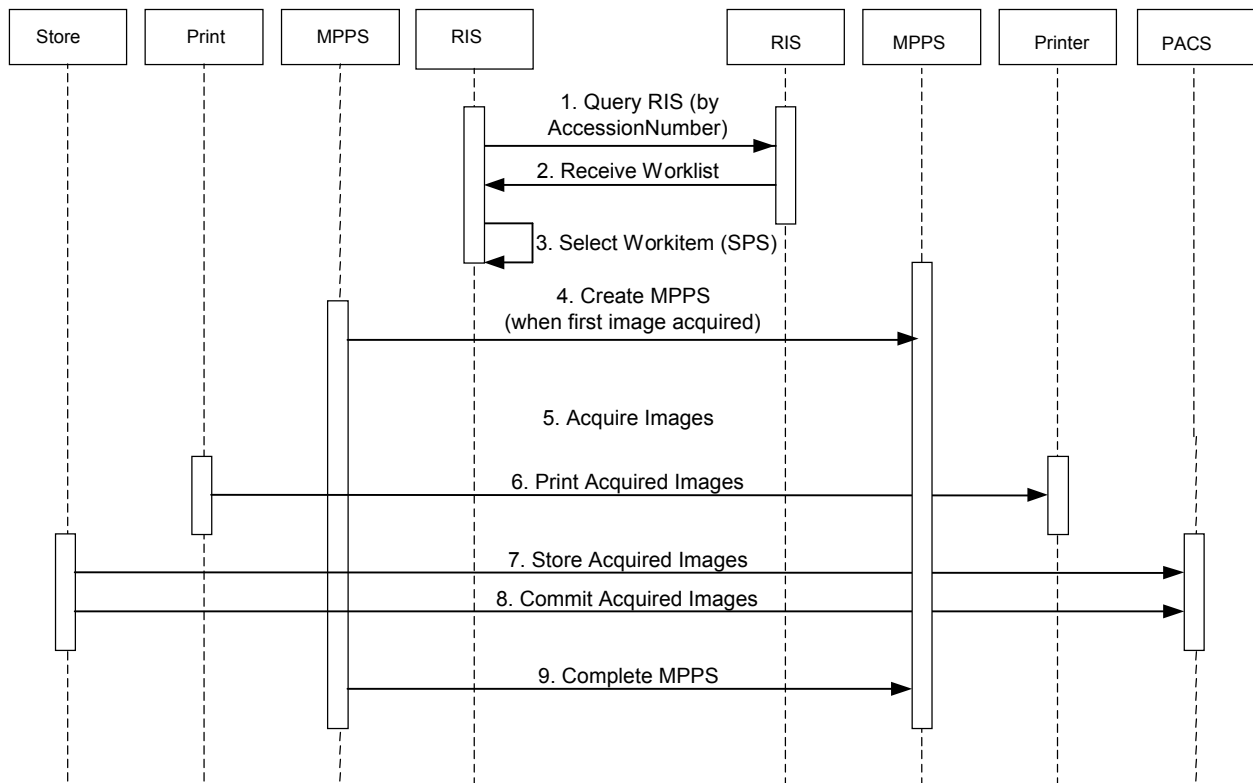 Store
Print
MPPS
RIS
RIS
MPPS
Printer
PACS
1. Query RIS (by
AccessionNumber)
2. Receive Worklist
3. Select Workitem (SPS)
4. Create MPPS
(when first image acquired)
5. Acquire Images
6. Print Acquired Images
7. Store Acquired Images
8. Commit Acquired Images
9. Complete MPPS